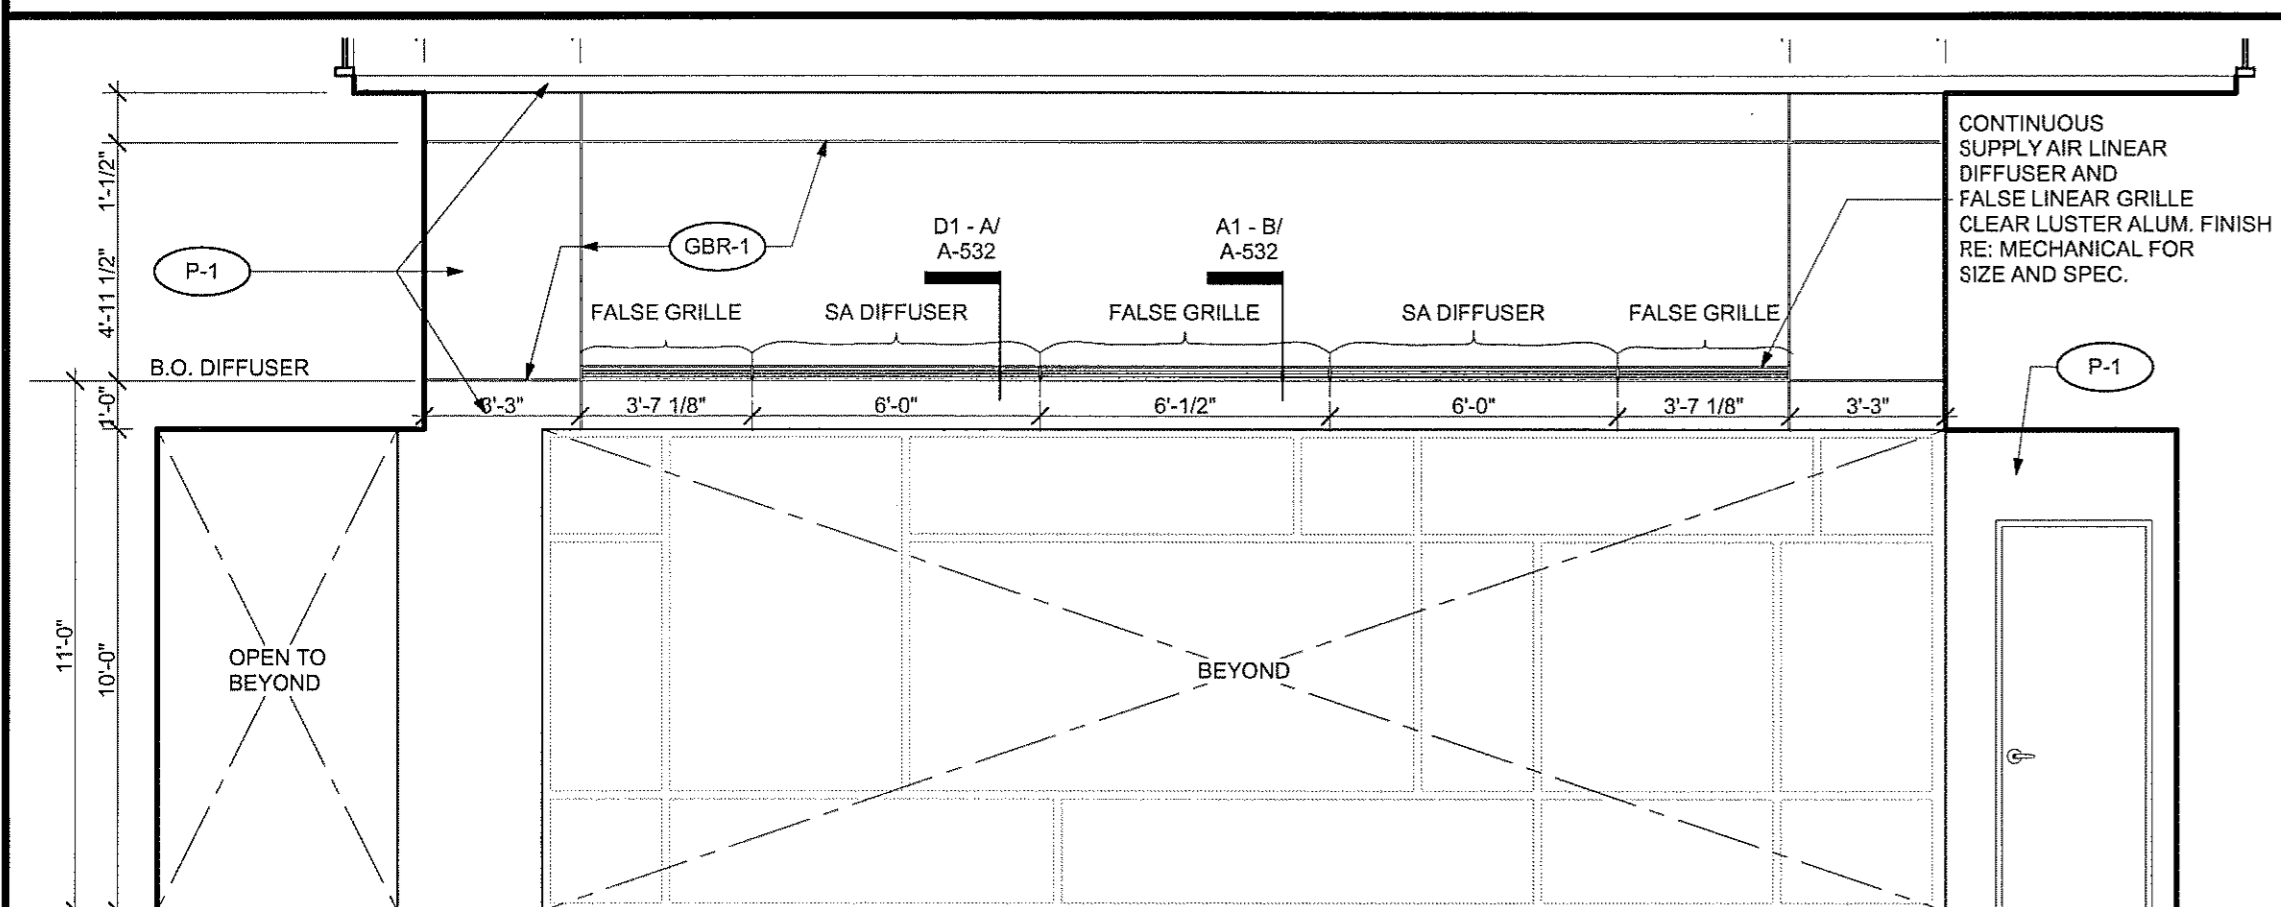 CONTINUOUS
SUPPLY AIR LINEAR
DIFFUSER AND
FALSE LINEAR GRILLE
CLEAR LUSTER ALUM. FINISH
RE: MECHANICAL FOR
SIZE AND SPEC.
1'-1/2"
4'-11 1/2"
1'-0"
11'-0"
10'-0"
P-1
GBR-1
D1 - A/
A-532
A1 - B/
A-532
FALSE GRILLE
SA DIFFUSER
FALSE GRILLE
SA DIFFUSER
FALSE GRILLE
B.O. DIFFUSER
P-1
3'-3"
3'-7 1/8"
6'-0"
6'-1/2"
6'-0"
3'-7 1/8"
3'-3"
OPEN TO
BEYOND
BEYOND